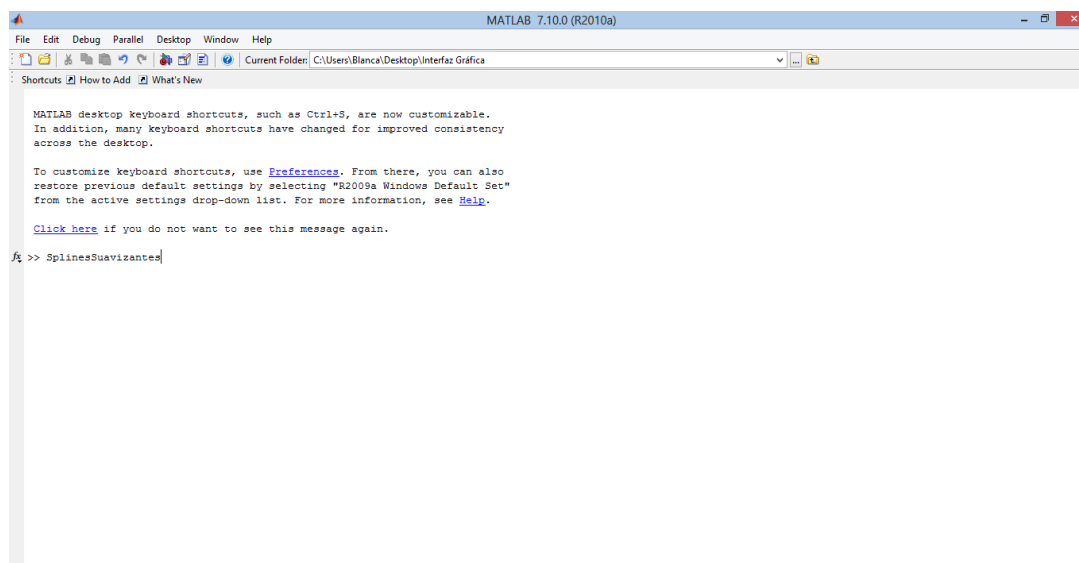 MATLAB 7.10.0 (R2010a)
File Edit Debug Parallel Desktop Window Help
Current Folder: C:\Users\Blanca\Desktop\Interfaz Gráfica
Shortcuts How to Add What's New
MATLAB desktop keyboard shortcuts, such as Ctrl+S, are now customizable.
In addition, many keyboard shortcuts have changed for improved consistency
across the desktop.
To customize keyboard shortcuts, use Preferences. From there, you can also
restore previous default settings by selecting "R2009a Windows Default Set"
from the active settings drop-down list. For more information, see Help.
Click here if you do not want to see this message again.
fx >> SplinesSuavizantes